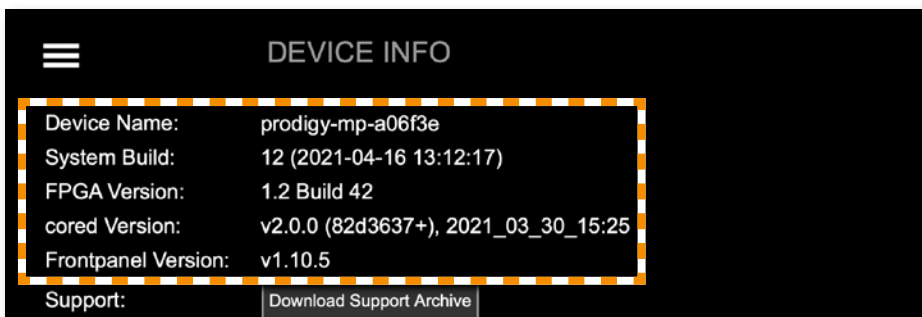 DEVICE INFO
Device Name: prodigy-mp-a06f3e
System Build: 12 (2021-04-16 13:12:17)
FPGA Version: 1.2 Build 42
cored Version: v2.0.0 (82d3637+), 2021_03_30_15:25
Frontpanel Version: v1.10.5
Support: Download Support Archive